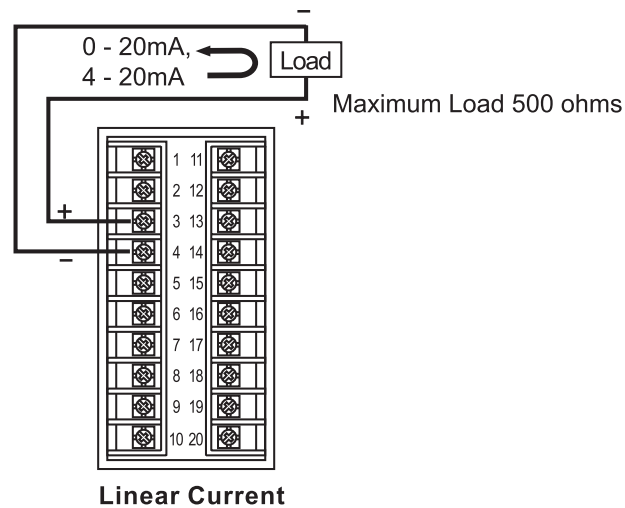 −
0 - 20mA,
4 - 20mA
Load
+
Maximum Load 500 ohms
1 11
2 12
+
3 13
4 14
−
5 15
6 16
7 17
8 18
9 19
10 20
Linear Current